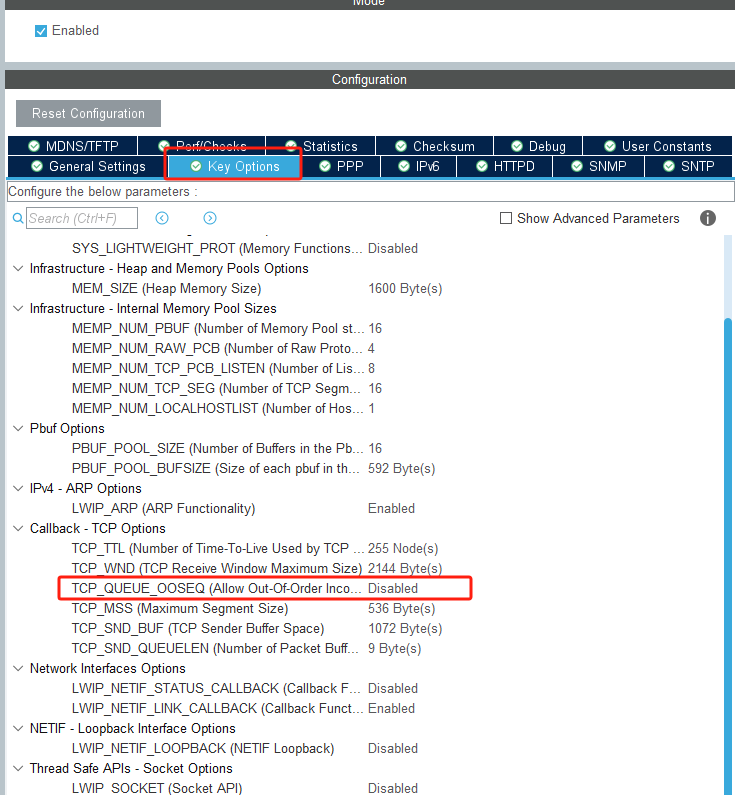 Mode
Enabled
Configuration
Reset Configuration
MDNS/TFTP Perf/Checks Statistics Checksum Debug User Constants
General Settings Key Options PPP IPv6 HTTPD SNMP SNTP
Configure the below parameters :
Search (Ctrl+F) Show Advanced Parameters
SYS_LIGHTWEIGHT_PROT (Memory Functions... Disabled
Infrastructure - Heap and Memory Pools Options
MEM_SIZE (Heap Memory Size) 1600 Byte(s)
Infrastructure - Internal Memory Pool Sizes
MEMP_NUM_PBUF (Number of Memory Pool st... 16
MEMP_NUM_RAW_PCB (Number of Raw Proto... 4
MEMP_NUM_TCP_PCB_LISTEN (Number of Lis... 8
MEMP_NUM_TCP_SEG (Number of TCP Segm... 16
MEMP_NUM_LOCALHOSTLIST (Number of Hos... 1
Pbuf Options
PBUF_POOL_SIZE (Number of Buffers in the Pb... 16
PBUF_POOL_BUFSIZE (Size of each pbuf in th... 592 Byte(s)
IPv4 - ARP Options
LWIP_ARP (ARP Functionality) Enabled
Callback - TCP Options
TCP_TTL (Number of Time-To-Live Used by TCP ... 255 Node(s)
TCP_WND (TCP Receive Window Maximum Size) 2144 Byte(s)
TCP_QUEUE_OOSEQ (Allow Out-Of-Order Inco... Disabled
TCP_MSS (Maximum Segment Size) 536 Byte(s)
TCP_SND_BUF (TCP Sender Buffer Space) 1072 Byte(s)
TCP_SND_QUEUELEN (Number of Packet Buff... 9 Byte(s)
Network Interfaces Options
LWIP_NETIF_STATUS_CALLBACK (Callback F... Disabled
LWIP_NETIF_LINK_CALLBACK (Callback Funct... Enabled
NETIF - Loopback Interface Options
LWIP_NETIF_LOOPBACK (NETIF Loopback) Disabled
Thread Safe APIs - Socket Options
LWIP_SOCKET (Socket API) Disabled